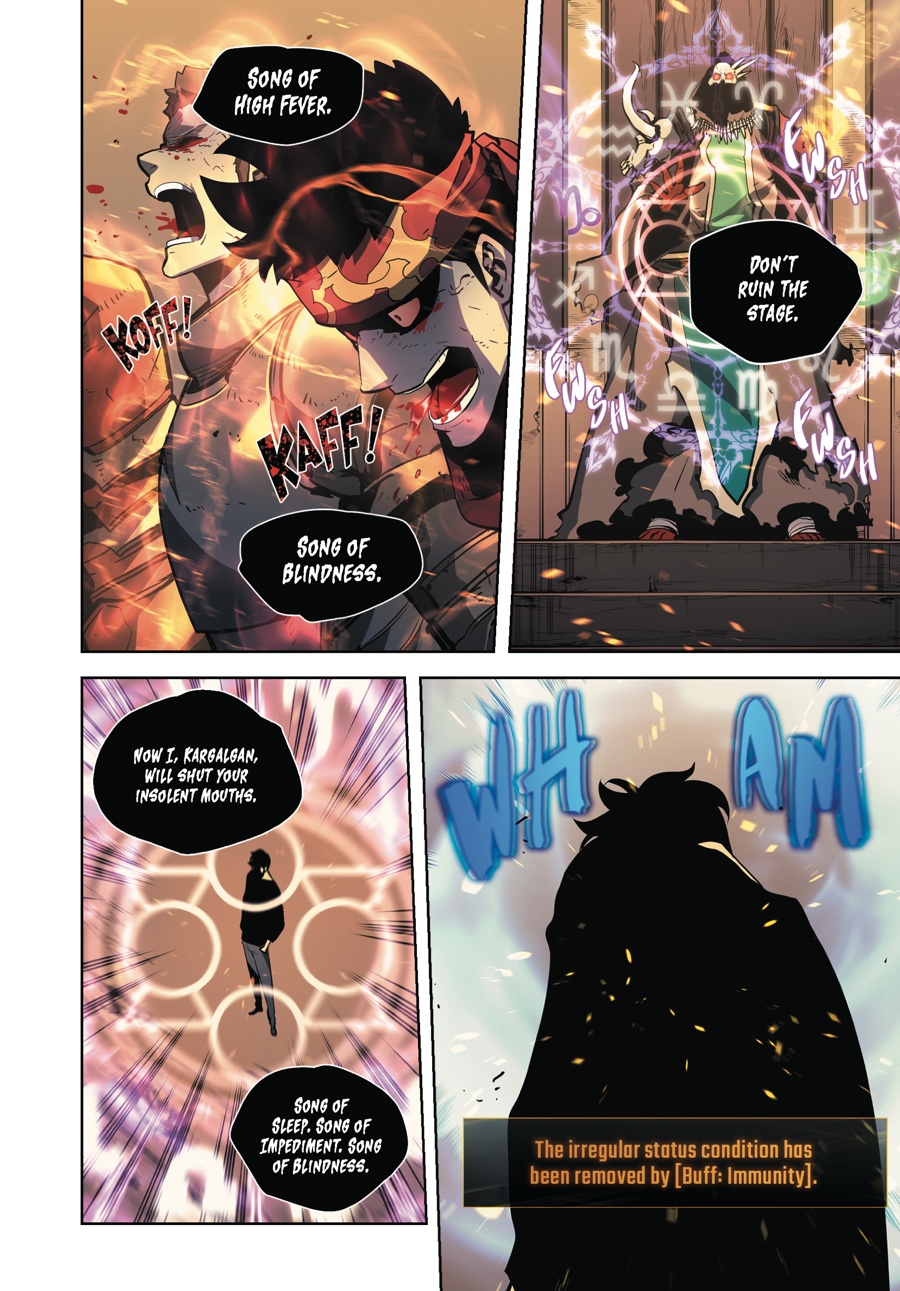 SONG OF
HIGH FEVER.
KOFF!
KAFF!
SONG OF
BLINDNESS.
FWSH
DON'T
RUIN THE
STAGE.
FWSH
FWSH
NOW I, KARGALGAN,
WILL SHUT YOUR
INSOLENT MOUTHS.
SONG OF
SLEEP. SONG OF
IMPEDIMENT. SONG
OF BLINDNESS.
WHAM
The irregular status condition has
been removed by [Buff: Immunity].